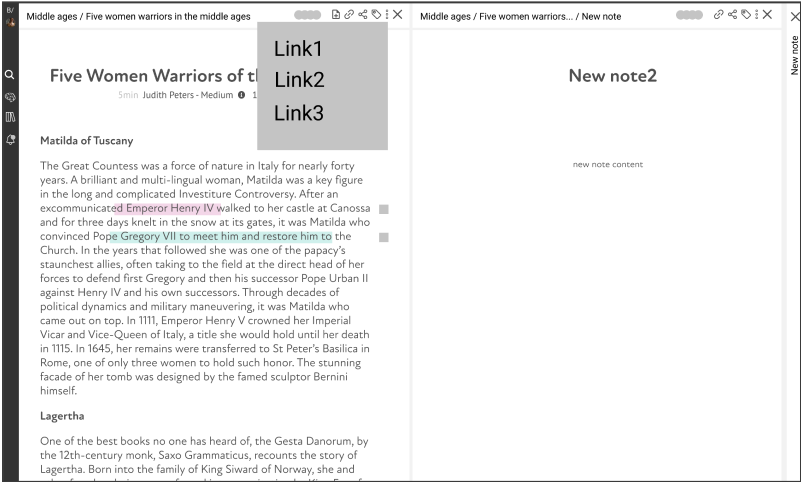 B/
Middle ages / Five women warriors in the middle ages
Link1
Link2
Link3
Five Women Warriors of t
5min Judith Peters - Medium 1
Matilda of Tuscany
The Great Countess was a force of nature in Italy for nearly forty
years. A brilliant and multi-lingual woman, Matilda was a key figure
in the long and complicated Investiture Controversy. After an
excommunicated Emperor Henry IV walked to her castle at Canossa
and for three days knelt in the snow at its gates, it was Matilda who
convinced Pope Gregory VII to meet him and restore him to the
Church. In the years that followed she was one of the papacy's
staunchest allies, often taking to the field at the direct head of her
forces to defend first Gregory and then his successor Pope Urban II
against Henry IV and his own successors. Through decades of
political dynamics and military maneuvering, it was Matilda who
came out on top. In 1111, Emperor Henry V crowned her Imperial
Vicar and Vice-Queen of Italy, a title she would hold until her death
in 1115. In 1645, her remains were transferred to St Peter's Basilica in
Rome, one of only three women to hold such honor. The stunning
facade of her tomb was designed by the famed sculptor Bernini
himself.
Lagertha
One of the best books no one has heard of, the Gesta Danorum, by
the 12th-century monk, Saxo Grammaticus, recounts the story of
Lagertha. Born into the family of King Siward of Norway, she and
Middle ages / Five women warriors... / New note
New note2
new note content
New note